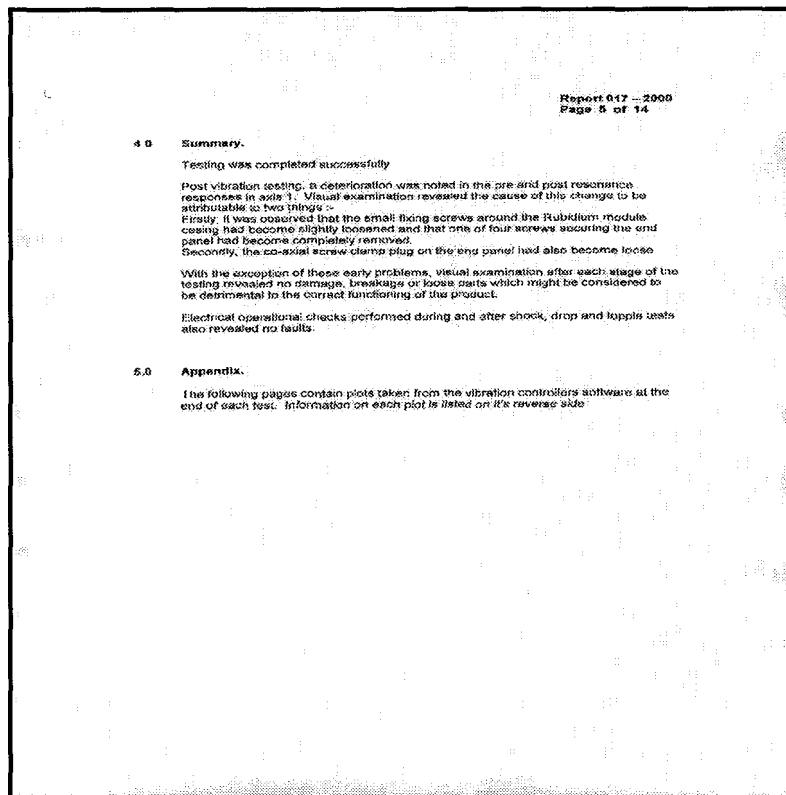 Report 017 – 2000
Page 5 of 14
4.0 Summary.
Testing was completed successfully
Post vibration testing, a deterioration was noted in the pre and post resonance
responses in axis 1. Visual examination revealed the cause of this change to be
attributable to two things :-
Firstly, it was observed that the small fixing screws around the Rubidium module
casing had become slightly loosened and that one of four screws securing the end
panel had become completely removed.
Secondly, the co-axial screw clamp plug on the end panel had also become loose
With the exception of these early problems, visual examination after each stage of the
testing revealed no damage, breakage or loose parts which might be considered to
be detrimental to the correct functioning of the product.
Electrical operational checks performed during and after shock, drop and topple tests
also revealed no faults.
5.0 Appendix.
The following pages contain plots taken from the vibration controllers software at the
end of each test. Information on each plot is listed on it's reverse side